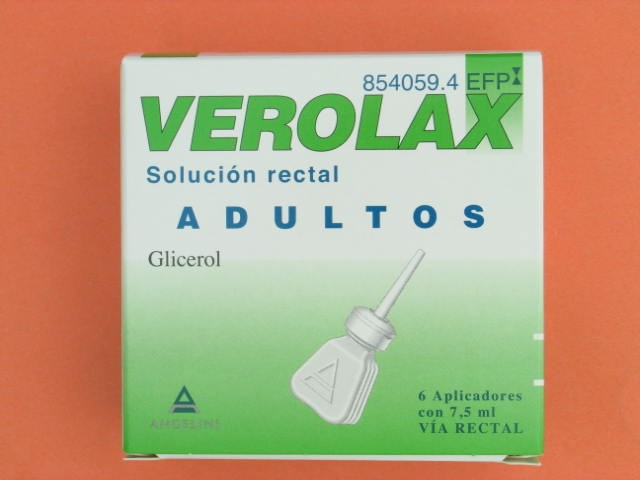 854059.4 EFP
VEROLAX
Solución rectal
ADULTOS
Glicerol
6 Aplicadores
con 7,5 ml
VÍA RECTAL
ANGELINI